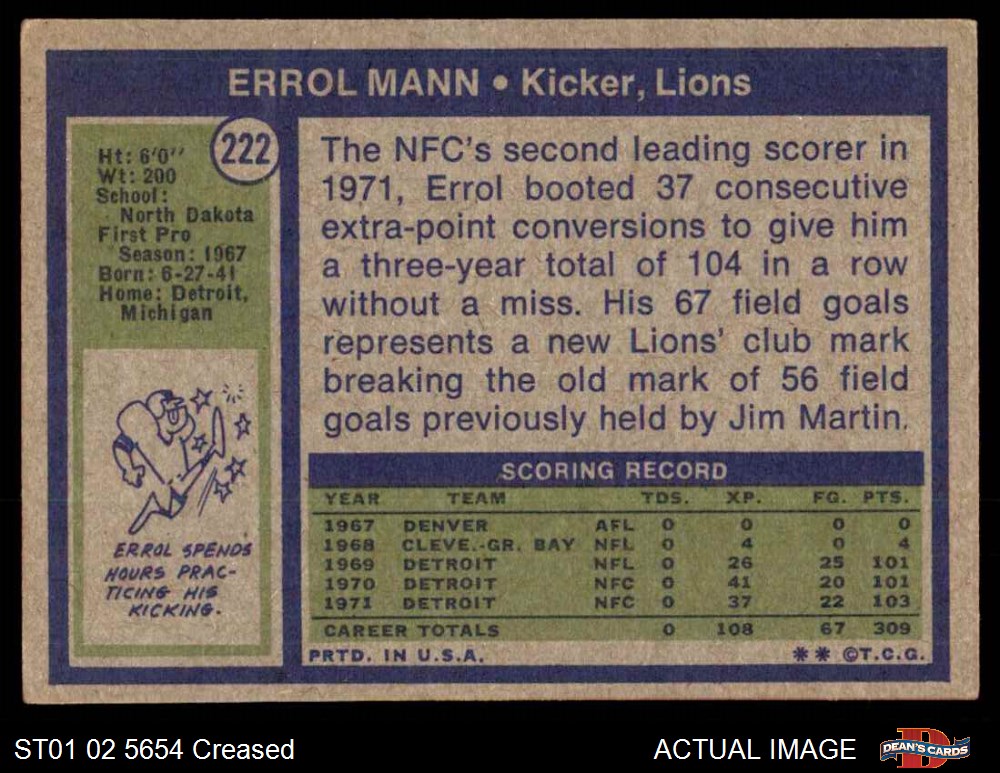 ERROL MANN • Kicker, Lions
222
Ht: 6'0''
Wt: 200
School:
North Dakota
First Pro
Season: 1967
Born: 6-27-41
Home: Detroit,
Michigan
ERROL SPENDS
HOURS PRAC-
TICING HIS
KICKING.
The NFC's second leading scorer in
1971, Errol booted 37 consecutive
extra-point conversions to give him
a three-year total of 104 in a row
without a miss. His 67 field goals
represents a new Lions' club mark
breaking the old mark of 56 field
goals previously held by Jim Martin.
SCORING RECORD
YEAR TEAM TDS. XP. FG. PTS.
1967 DENVER AFL 0 0 0 0
1968 CLEVE.-GR. BAY NFL 0 4 0 4
1969 DETROIT NFL 0 26 25 101
1970 DETROIT NFC 0 41 20 101
1971 DETROIT NFC 0 37 22 103
CAREER TOTALS 0 108 67 309
PRTD. IN U.S.A. ** ©T.C.G.
ST01 02 5654 Creased
ACTUAL IMAGE
DEAN'S CARDS